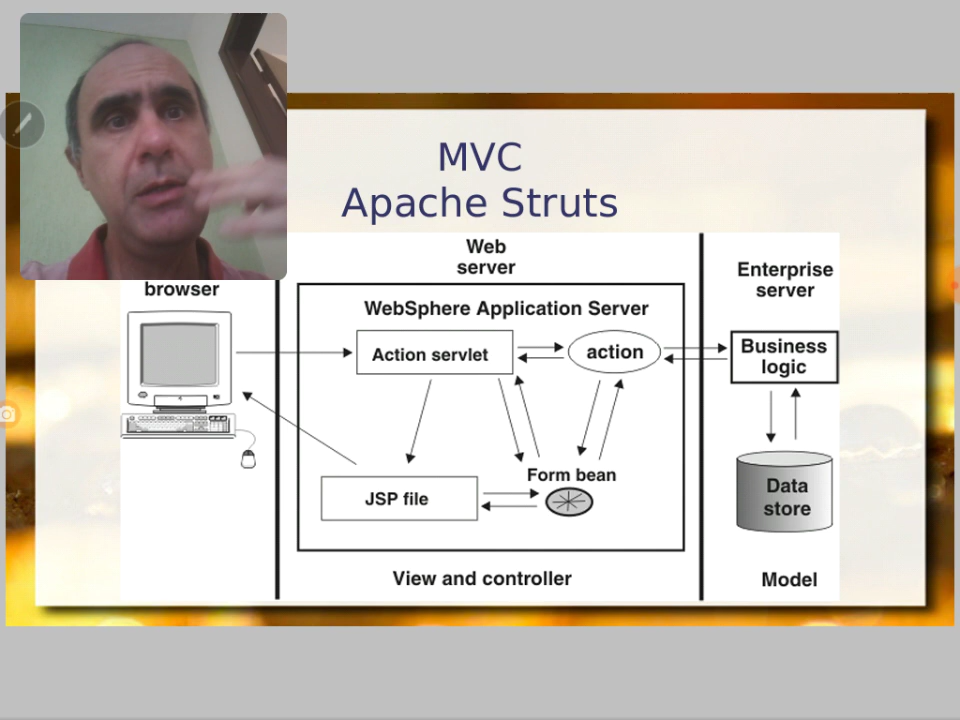 MVC
Apache Struts
browser
Web
server
Enterprise
server
WebSphere Application Server
Action servlet
action
Business
logic
Form bean
JSP file
Data
store
View and controller
Model